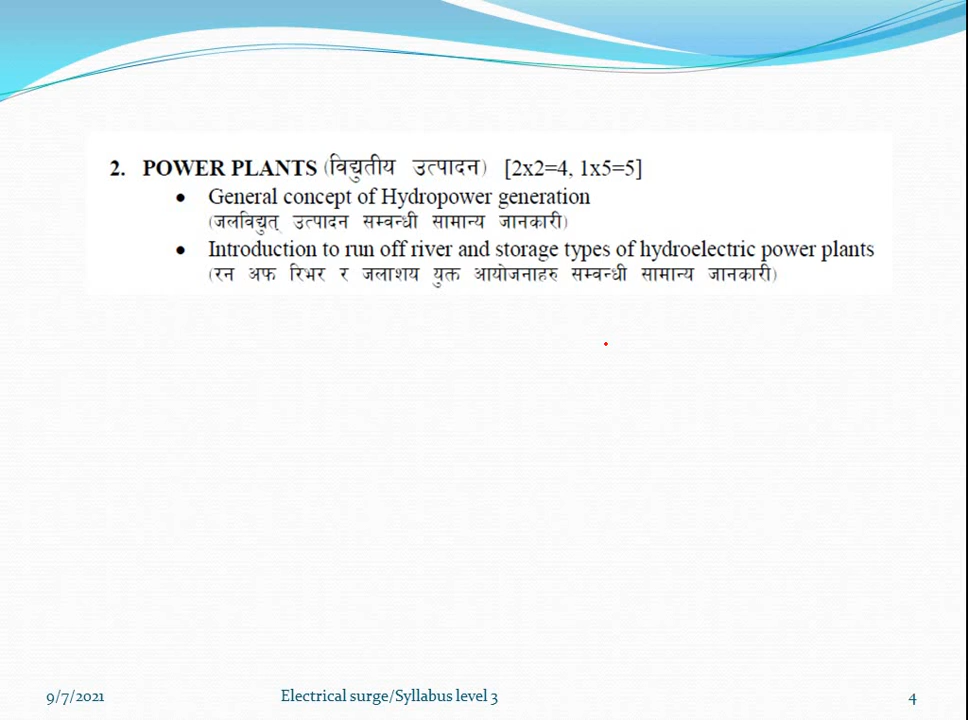 2. POWER PLANTS (विद्युतीय उत्पादन) [2x2=4, 1x5=5]
• General concept of Hydropower generation
(जलविद्युत् उत्पादन सम्वन्धी सामान्य जानकारी)
• Introduction to run off river and storage types of hydroelectric power plants
(रन अफ रिभर र जलाशय युक्त आयोजनाहरु सम्वन्धी सामान्य जानकारी)
9/7/2021 Electrical surge/Syllabus level 3 4